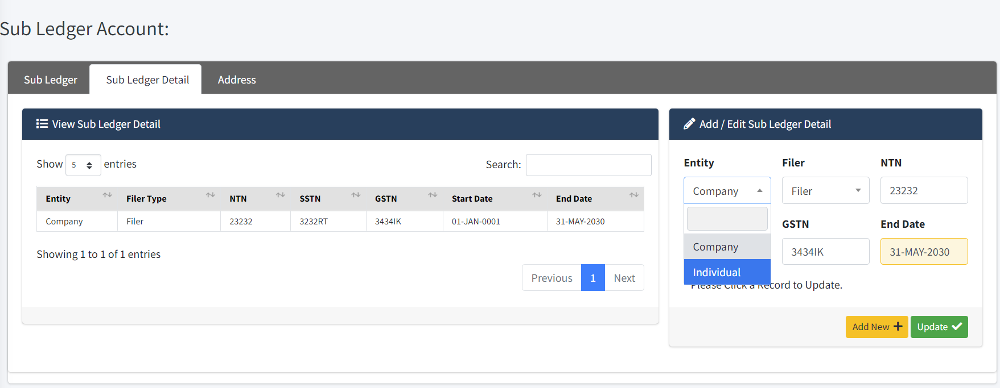 Sub Ledger Account:
Sub Ledger Sub Ledger Detail Address
View Sub Ledger Detail
Show 5 entries Search:
Entity Filer Type NTN SSTN GSTN Start Date End Date
Company Filer 23232 3232RT 3434IK 01-JAN-0001 31-MAY-2030
Showing 1 to 1 of 1 entries
Previous 1 Next
Add / Edit Sub Ledger Detail
Entity Filer NTN
Company Filer 23232
GSTN End Date
Company 3434IK 31-MAY-2030
Individual
Please Click a Record to Update.
Add New Update